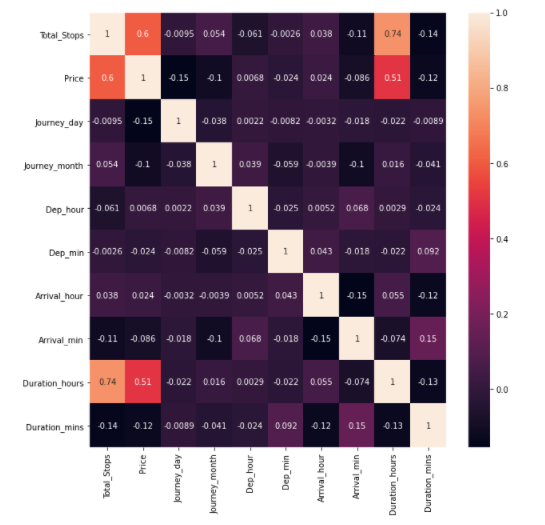 Total_Stops 1 0.6 -0.0095 0.054 -0.061 -0.0026 0.038 -0.11 0.74 -0.14
Price 0.6 1 -0.15 -0.1 0.0068 -0.024 0.024 -0.086 0.51 -0.12
Journey_day -0.0095 -0.15 1 -0.038 0.0022 -0.0082 -0.0032 -0.018 -0.022 -0.0089
Journey_month 0.054 -0.1 -0.038 1 0.039 -0.059 -0.0039 -0.1 0.016 -0.041
Dep_hour -0.061 0.0068 0.0022 0.039 1 -0.025 0.0052 0.068 0.0029 -0.024
Dep_min -0.0026 -0.024 -0.0082 -0.059 -0.025 1 0.043 -0.018 -0.022 0.092
Arrival_hour 0.038 0.024 -0.0032 -0.0039 0.0052 0.043 1 -0.15 0.055 -0.12
Arrival_min -0.11 -0.086 -0.018 -0.1 0.068 -0.018 -0.15 1 -0.074 0.15
Duration_hours 0.74 0.51 -0.022 0.016 0.0029 -0.022 0.055 -0.074 1 -0.13
Duration_mins -0.14 -0.12 -0.0089 -0.041 -0.024 0.092 -0.12 0.15 -0.13 1
Total_Stops
Price
Journey_day
Journey_month
Dep_hour
Dep_min
Arrival_hour
Arrival_min
Duration_hours
Duration_mins
1.0
0.8
0.6
0.4
0.2
0.0